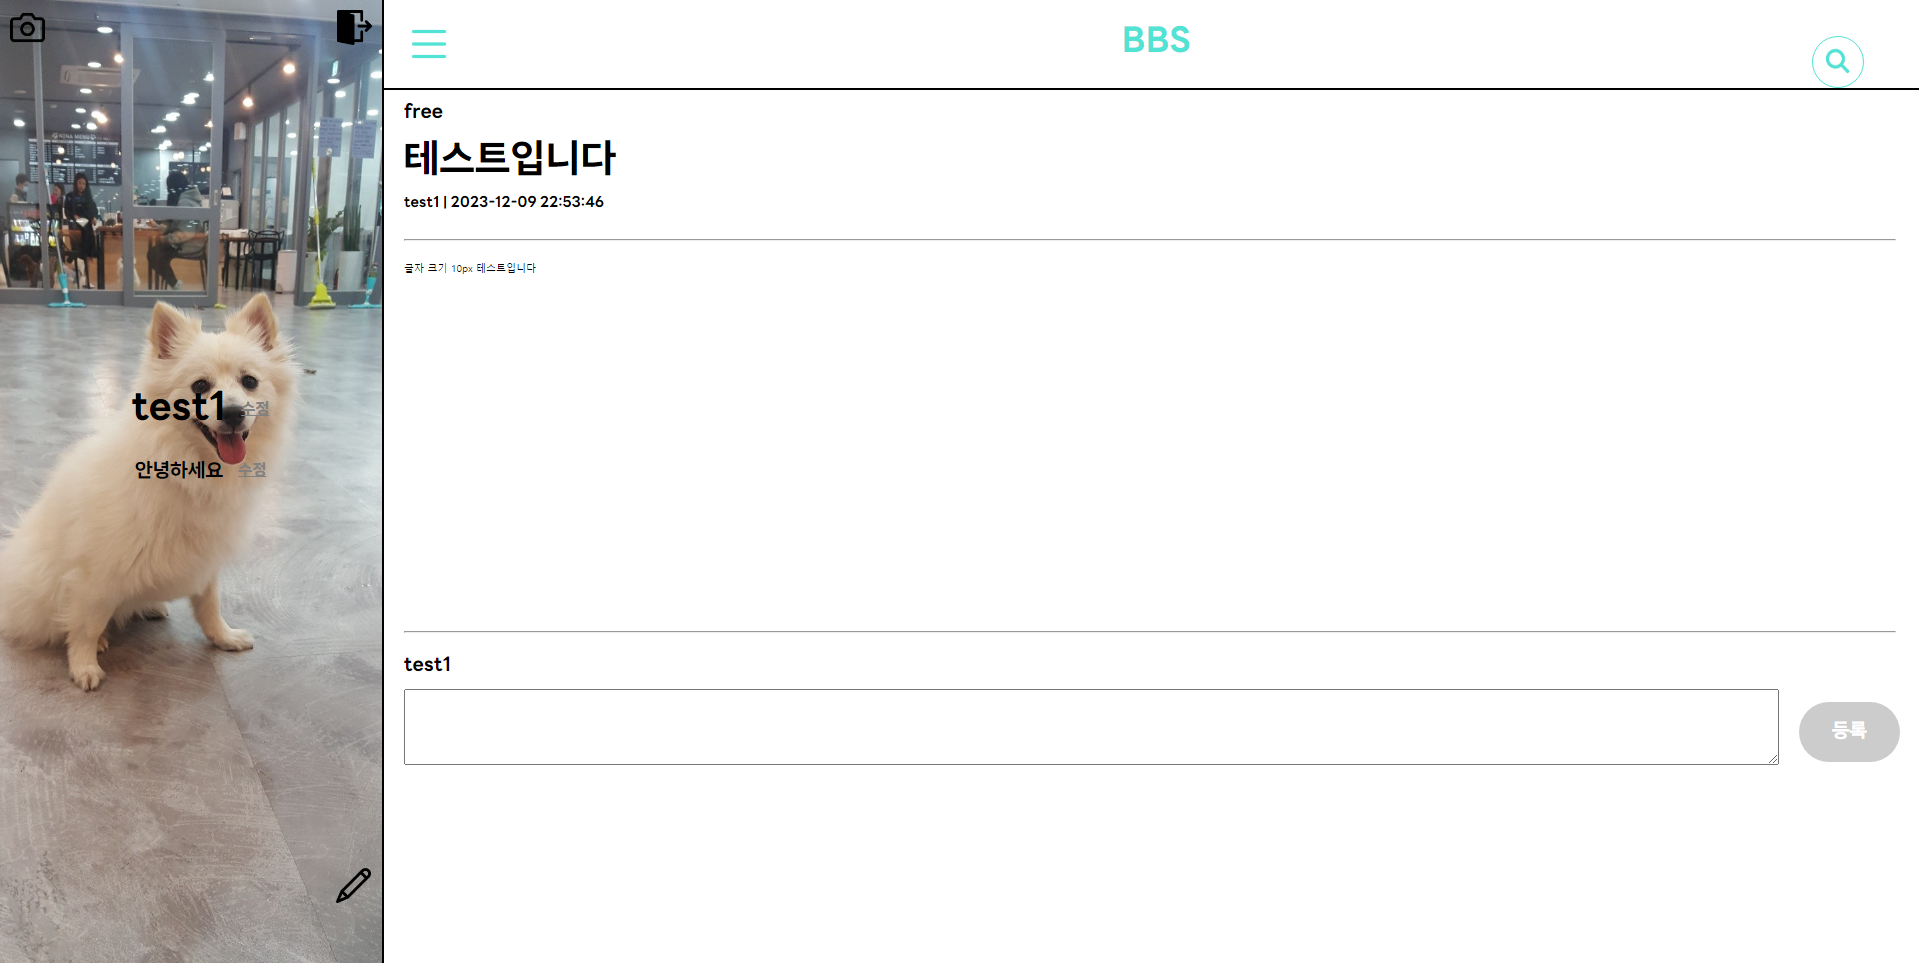 BBS
free
테스트입니다
test1 | 2023-12-09 22:53:46
글자 크기 10px 테스트입니다
test1 수정
안녕하세요 수정
test1
등록